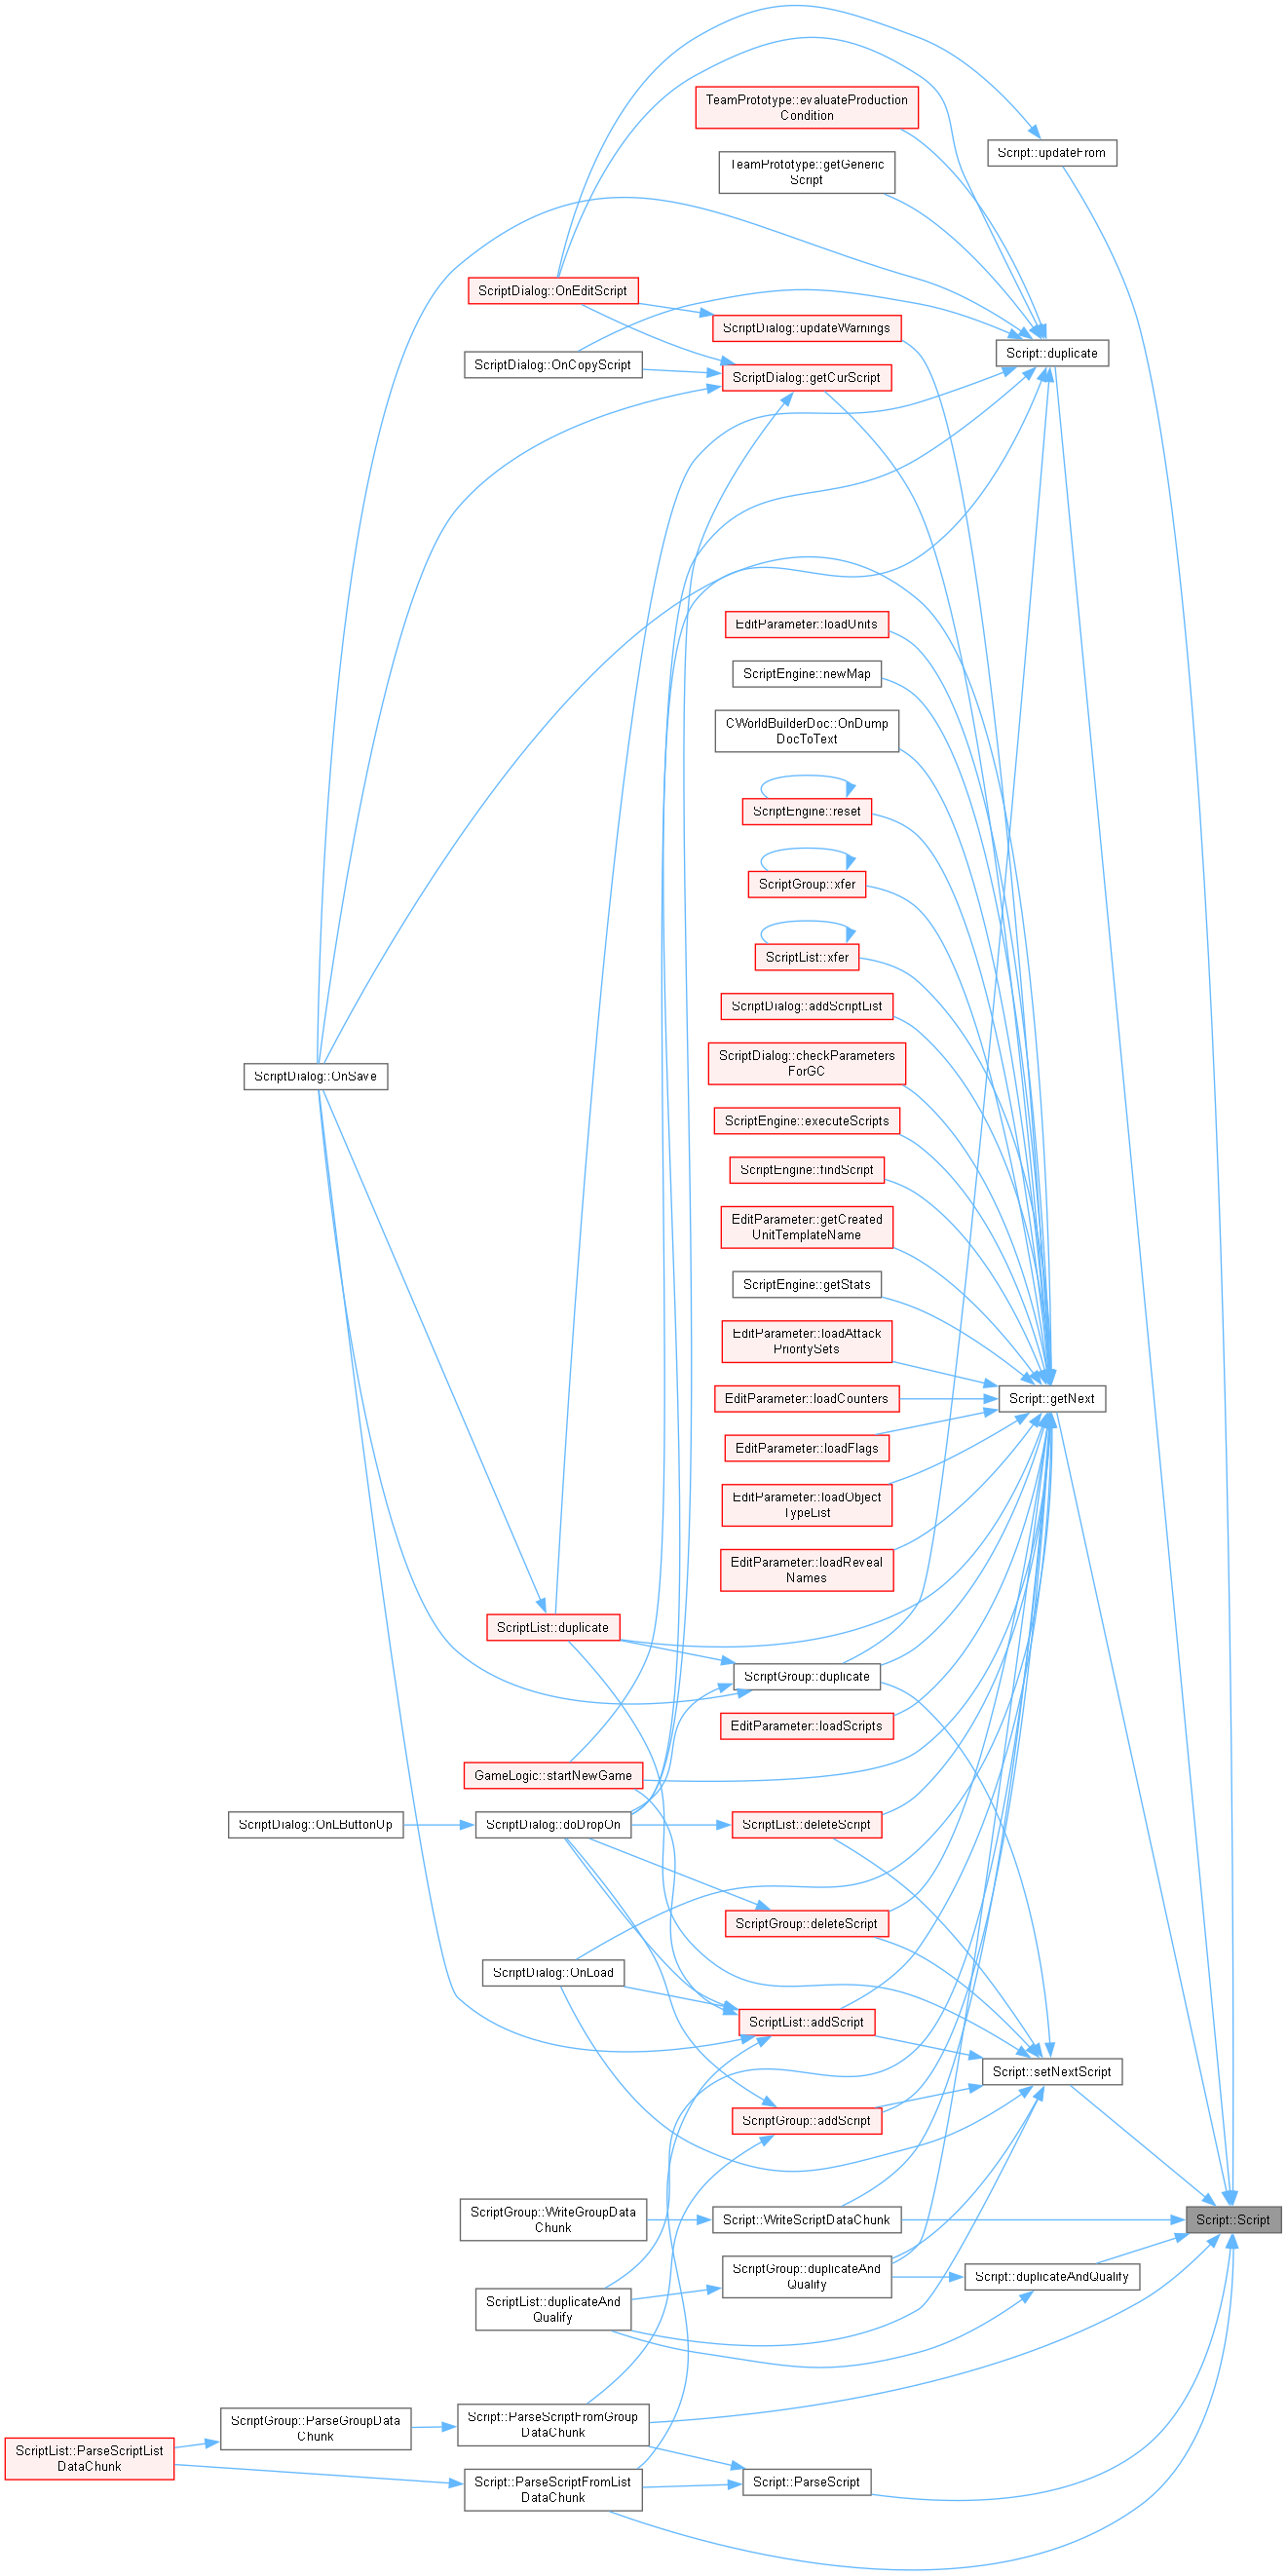 TeamPrototype::evaluateProduction
Condition
Script::updateFrom
TeamPrototype::getGeneric
Script
ScriptDialog::OnEditScript
ScriptDialog::updateWarnings
Script::duplicate
ScriptDialog::OnCopyScript
ScriptDialog::getCurScript
EditParameter::loadUnits
ScriptEngine::newMap
CWorldBuilderDoc::OnDump
DocToText
ScriptEngine::reset
ScriptGroup::xfer
ScriptList::xfer
ScriptDialog::addScriptList
ScriptDialog::checkParameters
ForGC
ScriptDialog::OnSave
ScriptEngine::executeScripts
ScriptEngine::findScript
EditParameter::getCreated
UnitTemplateName
ScriptEngine::getStats
EditParameter::loadAttack
PrioritySets
EditParameter::loadCounters
Script::getNext
EditParameter::loadFlags
EditParameter::loadObject
TypeList
EditParameter::loadReveal
Names
ScriptList::duplicate
ScriptGroup::duplicate
EditParameter::loadScripts
GameLogic::startNewGame
ScriptDialog::OnLButtonUp
ScriptDialog::doDropOn
ScriptList::deleteScript
ScriptGroup::deleteScript
ScriptDialog::OnLoad
ScriptList::addScript
Script::setNextScript
ScriptGroup::addScript
ScriptGroup::WriteGroupData
Chunk
Script::WriteScriptDataChunk
Script::Script
ScriptGroup::duplicateAnd
Qualify
Script::duplicateAndQualify
ScriptList::duplicateAnd
Qualify
ScriptGroup::ParseGroupData
Chunk
Script::ParseScriptFromGroup
DataChunk
ScriptList::ParseScriptList
DataChunk
Script::ParseScriptFromList
DataChunk
Script::ParseScript